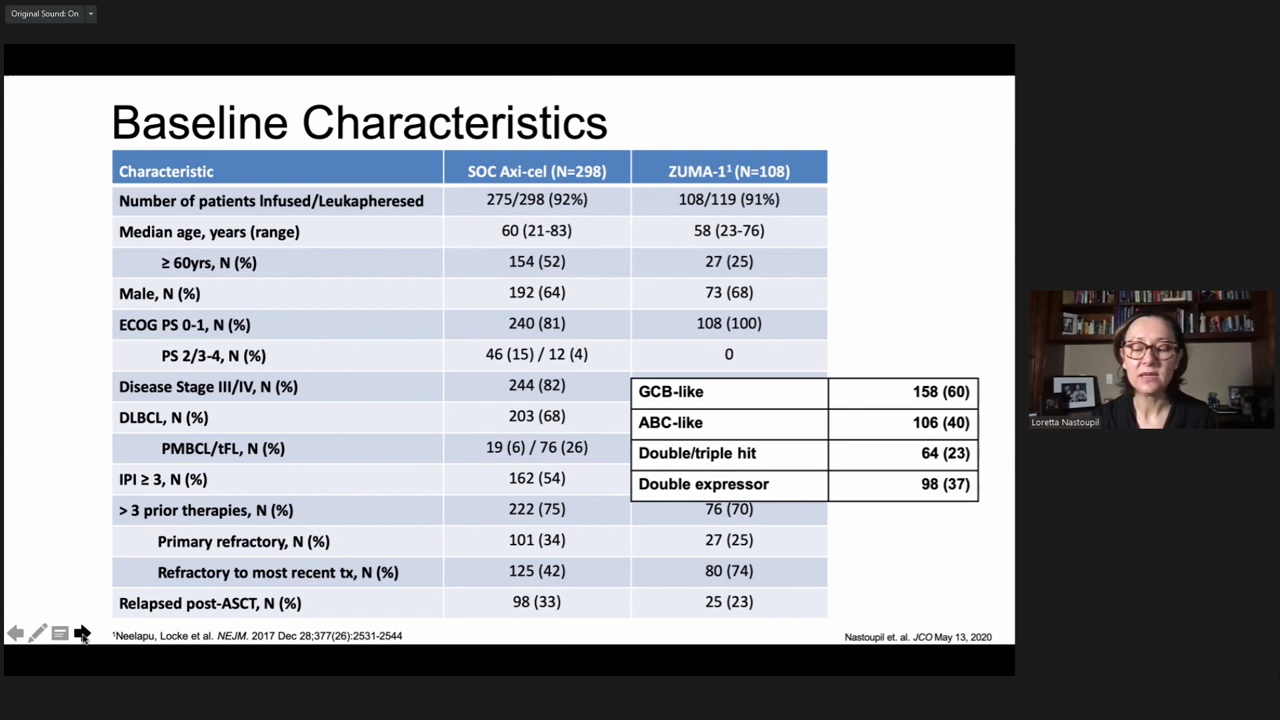 Original Sound: On
Baseline Characteristics
Characteristic SOC Axi-cel (N=298) ZUMA-1¹ (N=108)
Number of patients Infused/Leukapheresed 275/298 (92%) 108/119 (91%)
Median age, years (range) 60 (21-83) 58 (23-76)
≥ 60yrs, N (%) 154 (52) 27 (25)
Male, N (%) 192 (64) 73 (68)
ECOG PS 0-1, N (%) 240 (81) 108 (100)
PS 2/3-4, N (%) 46 (15) / 12 (4) 0
Disease Stage III/IV, N (%) 244 (82)
DLBCL, N (%) 203 (68)
PMBCL/tFL, N (%) 19 (6) / 76 (26)
IPI ≥ 3, N (%) 162 (54)
> 3 prior therapies, N (%) 222 (75) 76 (70)
Primary refractory, N (%) 101 (34) 27 (25)
Refractory to most recent tx, N (%) 125 (42) 80 (74)
Relapsed post-ASCT, N (%) 98 (33) 25 (23)
GCB-like 158 (60)
ABC-like 106 (40)
Double/triple hit 64 (23)
Double expressor 98 (37)
¹Neelapu, Locke et al. NEJM. 2017 Dec 28;377(26):2531-2544
Nastoupil et. al. JCO May 13, 2020
Loretta Nastoupil